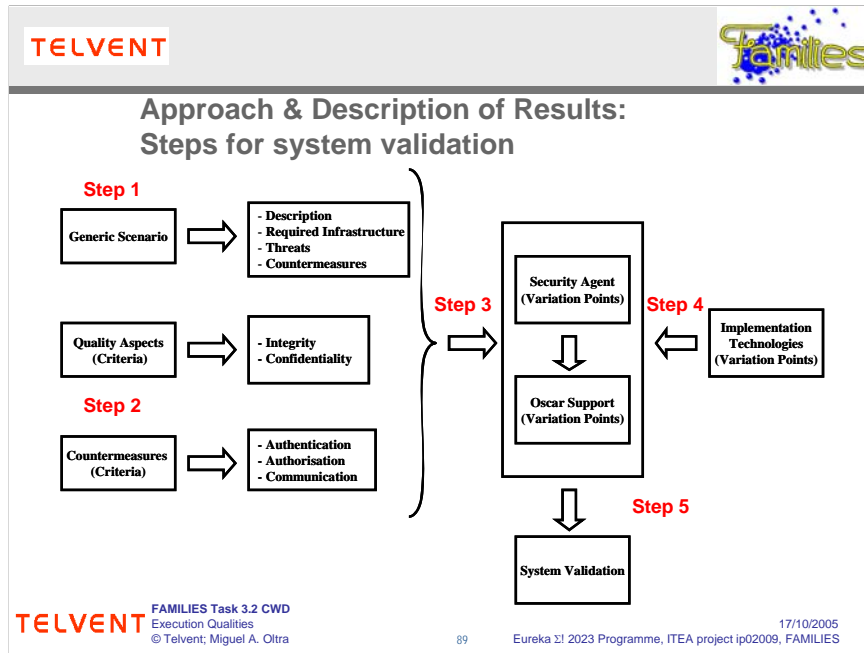 TELVENT
Families
Approach & Description of Results:
Steps for system validation
Step 1
Generic Scenario
- Description
- Required Infrastructure
- Threats
- Countermeasures
Quality Aspects
(Criteria)
- Integrity
- Confidentiality
Step 2
Countermeasures
(Criteria)
- Authentication
- Authorisation
- Communication
Step 3
Security Agent
(Variation Points)
Oscar Support
(Variation Points)
Step 4
Implementation
Technologies
(Variation Points)
Step 5
System Validation
TELVENT
FAMILIES Task 3.2 CWD
Execution Qualities
© Telvent; Miguel A. Oltra
89
17/10/2005
Eureka Σ! 2023 Programme, ITEA project ip02009, FAMILIES